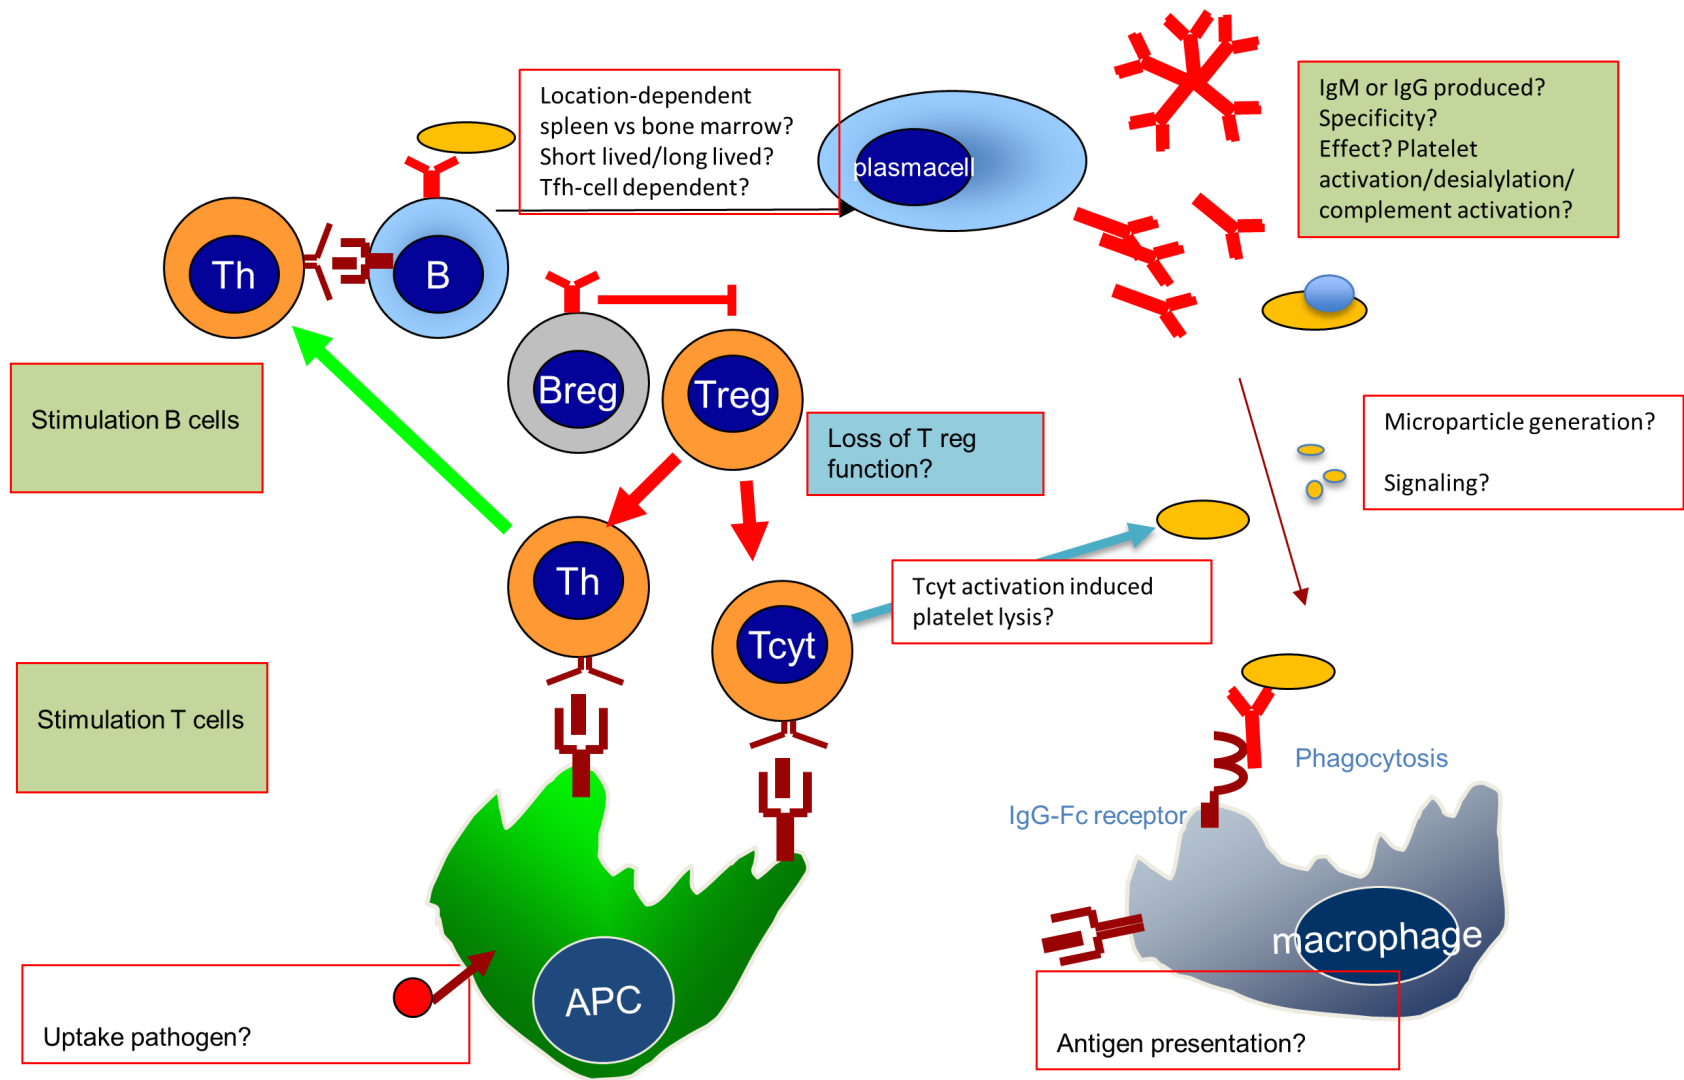 Location-dependent
spleen vs bone marrow?
Short lived/long lived?
Tfh-cell dependent?
plasmacell
IgM or IgG produced?
Specificity?
Effect? Platelet
activation/desialylation/
complement activation?
Th
B
Breg
Treg
Stimulation B cells
Loss of T reg
function?
Microparticle generation?
Signaling?
Th
Tcyt
Tcyt activation induced
platelet lysis?
Stimulation T cells
Phagocytosis
IgG-Fc receptor
macrophage
APC
Uptake pathogen?
Antigen presentation?